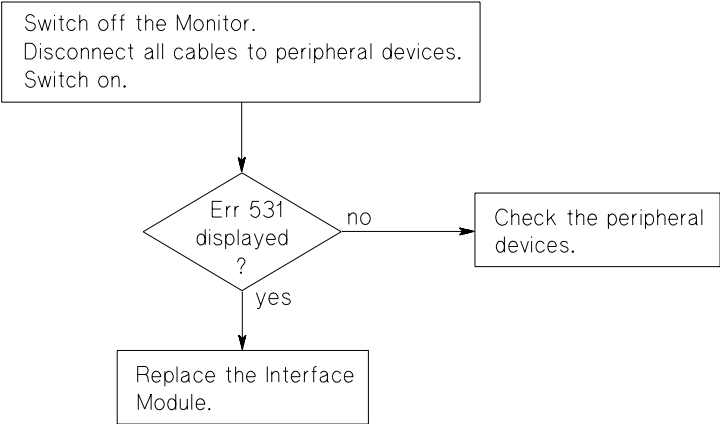 Switch off the Monitor.
Disconnect all cables to peripheral devices.
Switch on.
Err 531
displayed
?
no
Check the peripheral
devices.
yes
Replace the Interface
Module.